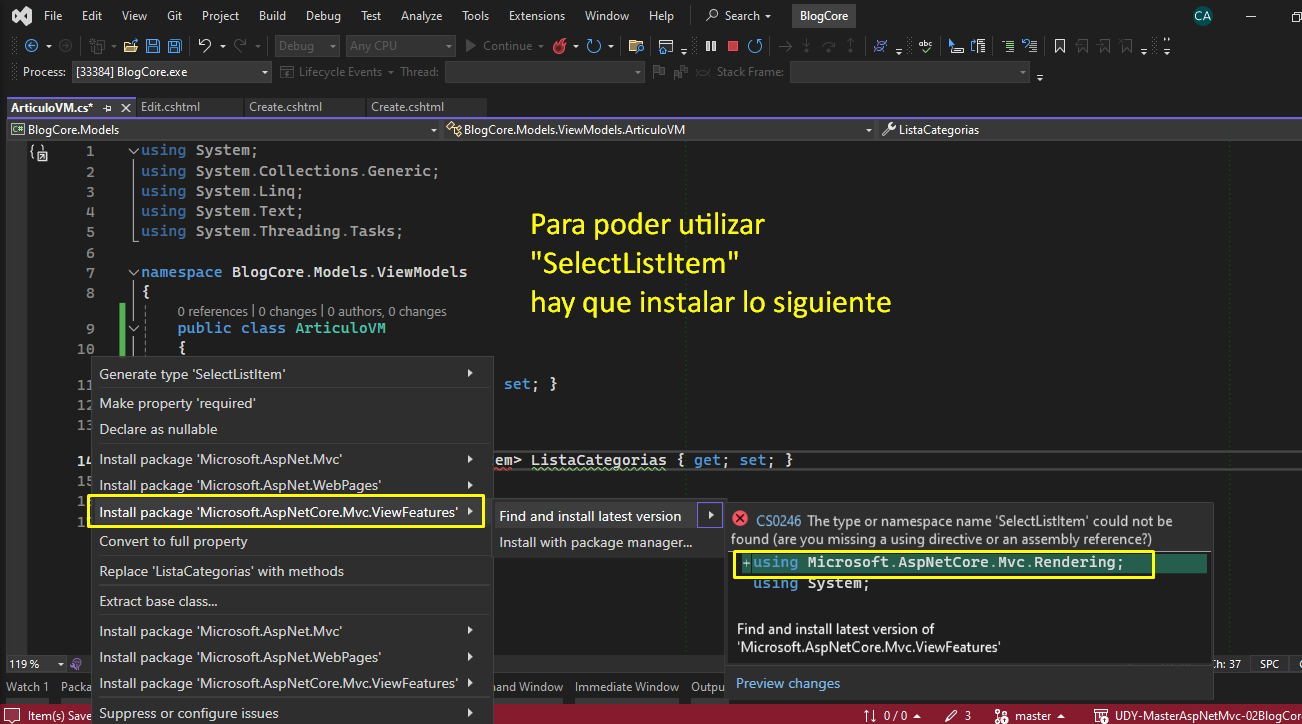 File Edit View Git Project Build Debug Test Analyze Tools Extensions Window Help Search BlogCore CA
Debug Any CPU Continue
Process: [33384] BlogCore.exe Lifecycle Events Thread: Stack Frame:
ArticuloVM.cs* Edit.cshtml Create.cshtml Create.cshtml
BlogCore.Models BlogCore.Models.ViewModels.ArticuloVM ListaCategorias
1 using System;
2 using System.Collections.Generic;
3 using System.Linq;
4 using System.Text;
5 using System.Threading.Tasks;
6
7 namespace BlogCore.Models.ViewModels
8 {
0 references | 0 changes | 0 authors, 0 changes
9 public class ArticuloVM
10 {
Para poder utilizar
"SelectListItem"
hay que instalar lo siguiente
11 set; }
12
13
14 em> ListaCategorias { get; set; }
15
Generate type 'SelectListItem'
Make property 'required'
Declare as nullable
Install package 'Microsoft.AspNet.Mvc'
Install package 'Microsoft.AspNet.WebPages'
Install package 'Microsoft.AspNetCore.Mvc.ViewFeatures'
Convert to full property
Replace 'ListaCategorias' with methods
Extract base class...
Install package 'Microsoft.AspNet.Mvc'
Install package 'Microsoft.AspNet.WebPages'
Install package 'Microsoft.AspNetCore.Mvc.ViewFeatures'
Suppress or configure issues
Find and install latest version
Install with package manager...
CS0246 The type or namespace name 'SelectListItem' could not be
found (are you missing a using directive or an assembly reference?)
+using Microsoft.AspNetCore.Mvc.Rendering;
using System;
Find and install latest version of
'Microsoft.AspNetCore.Mvc.ViewFeatures'
Preview changes
119 % Ch: 37 SPC
Watch 1 Packa and Window Immediate Window Outpu
Item(s) Save 0 / 0 3 master UDY-MasterAspNetMvc-02BlogCor